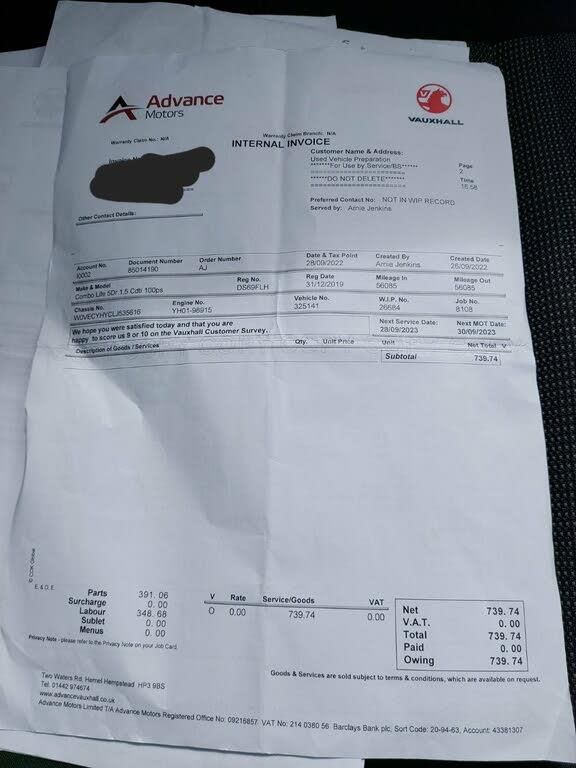 Advance
Motors
VAUXHALL
Warranty Claim No.: N/A
Warranty Claim Branch: N/A
INTERNAL INVOICE
Invoice N
Customer Name & Address:
Used Vehicle Preparation
*******For Use by Service/BS******
======================
******DO NOT DELETE*******
======================
Page
2
Time
16:58
Preferred Contact No: NOT IN WIP RECORD
Served by: Arnie Jenkins
Other Contact Details:
Account No. Document Number Order Number Date & Tax Point Created By Created Date
I0002 85014190 AJ 28/09/2022 Arnie Jenkins 26/09/2022
Make & Model Reg No. Reg Date Mileage In Mileage Out
Combo Life 5Dr 1.5 Cdti 100ps DS69FLH 31/12/2019 56085 56085
Chassis No. Engine No. Vehicle No. W.I.P. No. Job No.
W0VECYHYCLJ535616 YH01-98915 325141 26684 8108
We hope you were satisfied today and that you are
happy to score us 9 or 10 on the Vauxhall Customer Survey.
Next Service Date: Next MOT Date:
28/09/2023 30/09/2023
Description of Goods / Services Qty. Unit Price Unit Net Total V
Subtotal 739.74
© CDK Global
E. & O. E.
Parts 391.06
Surcharge 0.00
Labour 348.68
Sublet 0.00
Menus 0.00
V Rate Service/Goods VAT
O 0.00 739.74 0.00
Net 739.74
V.A.T. 0.00
Total 739.74
Paid 0.00
Owing 739.74
Privacy Note - please refer to the Privacy Note on your Job Card.
Goods & Services are sold subject to terms & conditions, which are available on request.
Two Waters Rd, Hemel Hempstead HP3 9BS
Tel. 01442 974674
www.advancevauxhall.co.uk
Advance Motors Limited T/A Advance Motors Registered Office No: 09216857 VAT No: 214 0380 56 Barclays Bank plc, Sort Code: 20-94-63, Account: 43381307